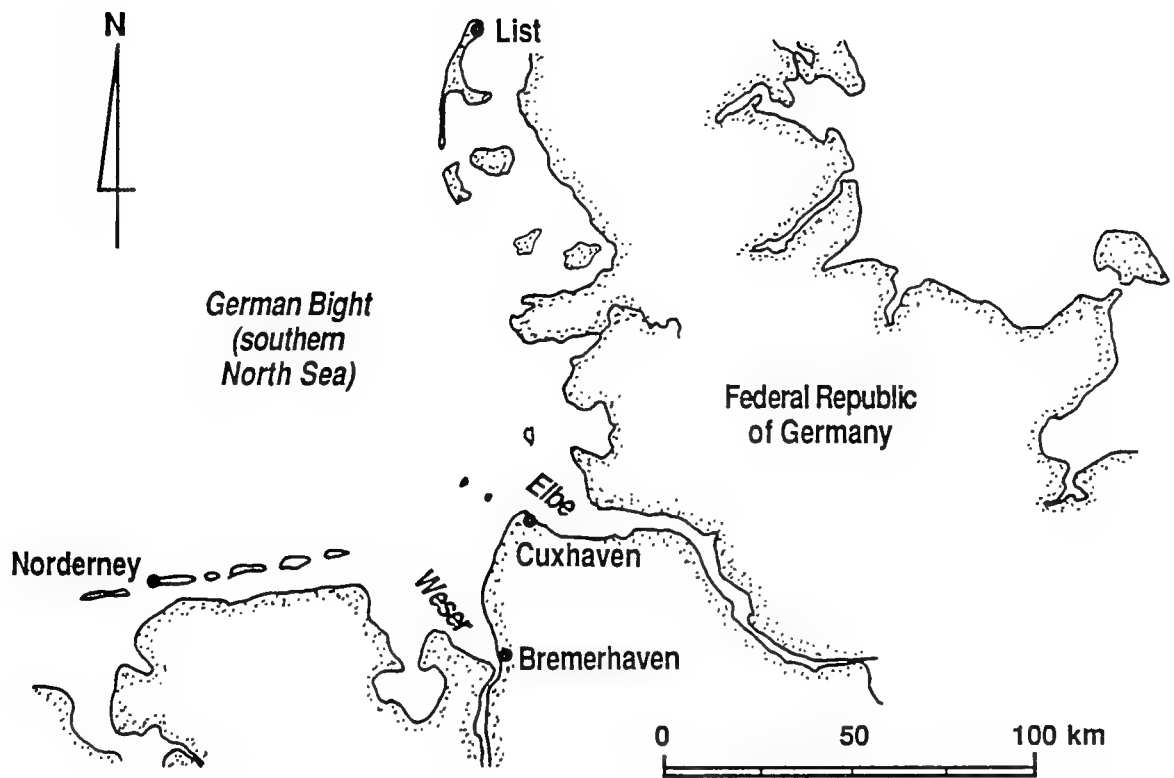 N
List
German Bight
(southern
North Sea)
Federal Republic
of Germany
Elbe
Cuxhaven
Norderney
Weser
Bremerhaven
0 50 100 km